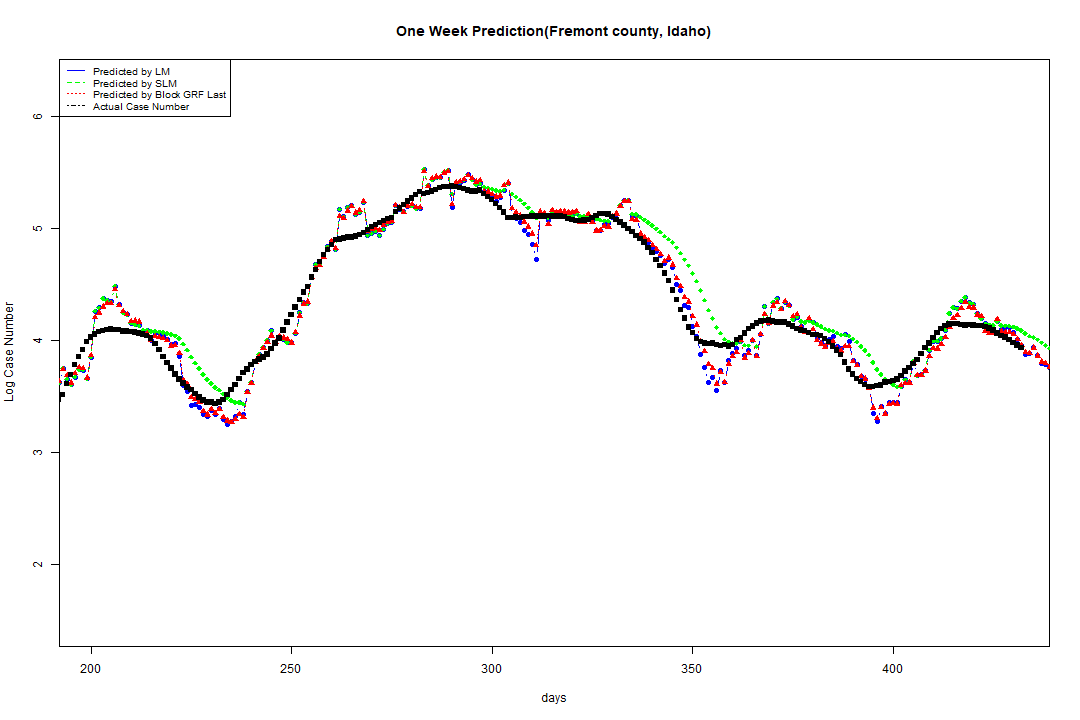 One Week Prediction(Fremont county, Idaho)
Predicted by LM
Predicted by SLM
Predicted by Block GRF Last
Actual Case Number
6
5
4
3
2
Log Case Number
200 250 300 350 400
days